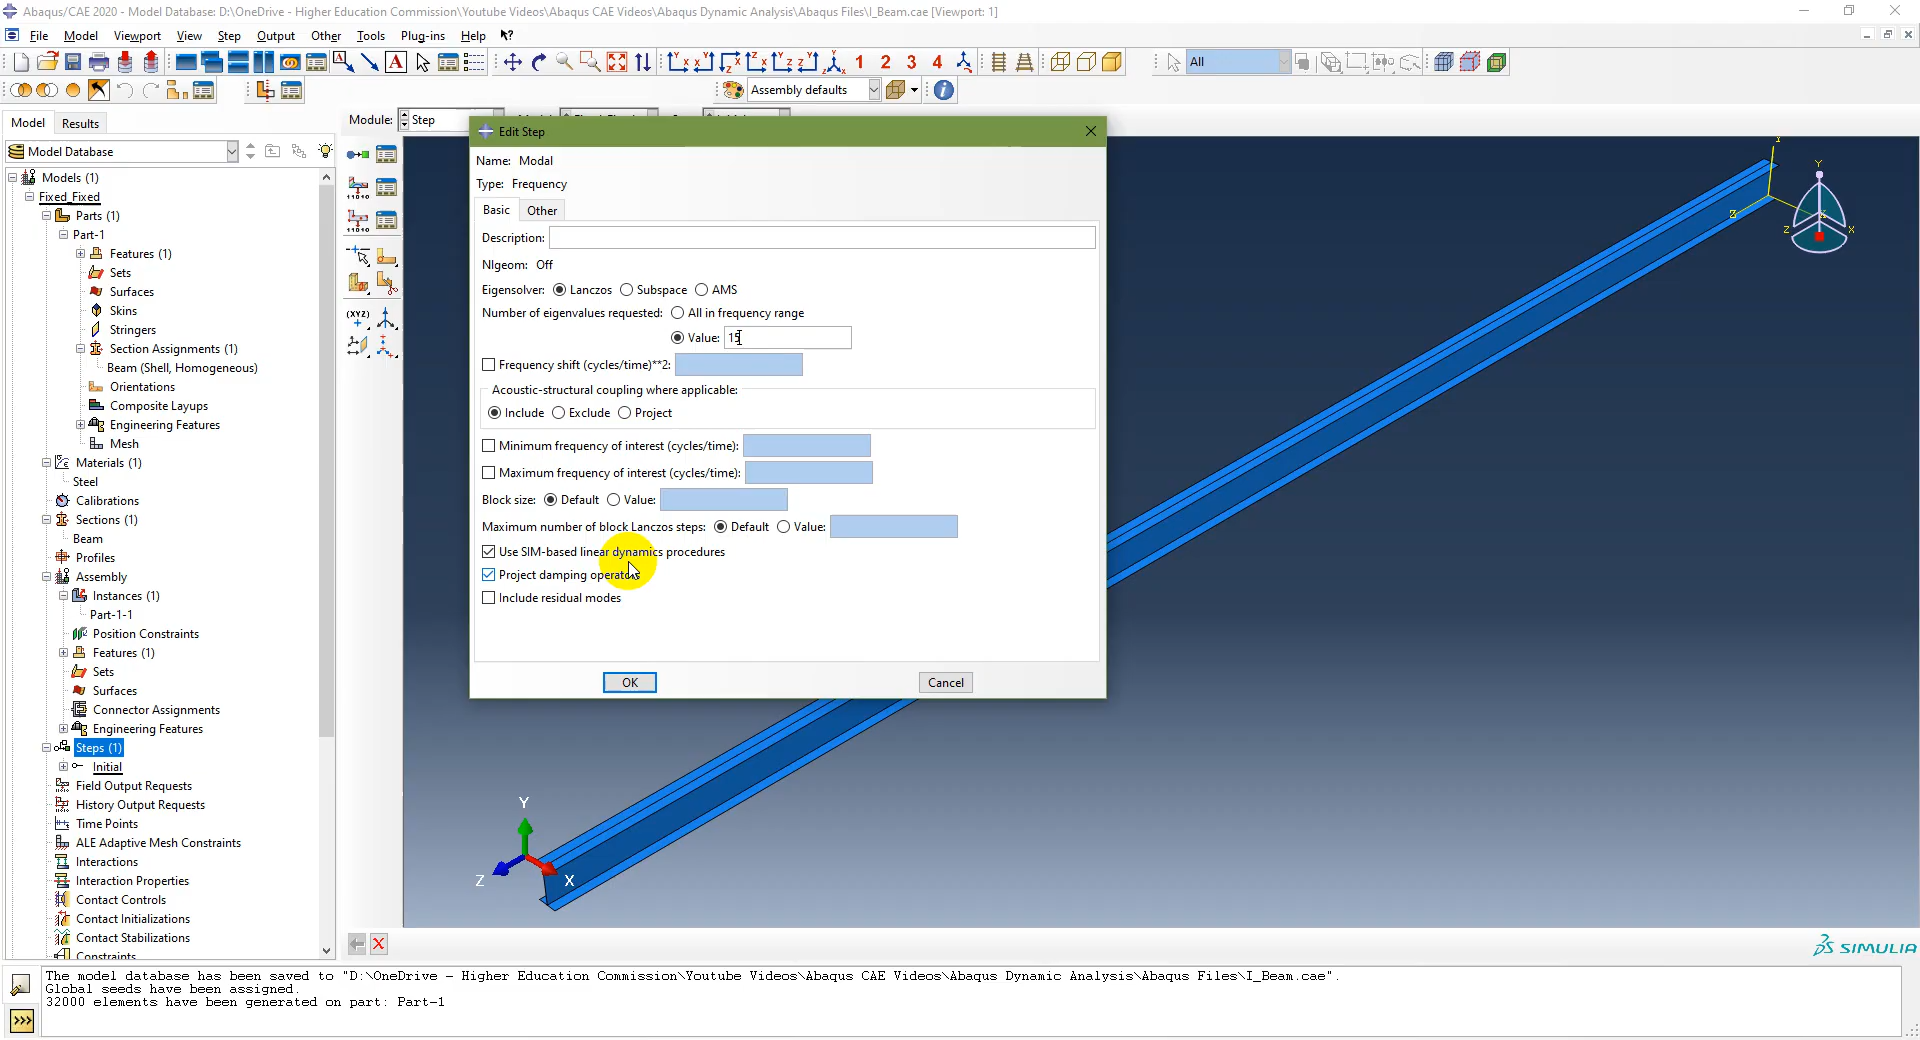 Abaqus/CAE 2020 - Model Database: D:\OneDrive - Higher Education Commission\Youtube Videos\Abaqus CAE Videos\Abaqus Dynamic Analysis\Abaqus Files\I_Beam.cae [Viewport: 1]
File Model Viewport View Step Output Other Tools Plug-ins Help
1 2 3 4 All
Assembly defaults
Model Results
Module: Step
Model Database
Models (1)
Fixed_Fixed
Parts (1)
Part-1
Features (1)
Sets
Surfaces
Skins
Stringers
Section Assignments (1)
Beam (Shell, Homogeneous)
Orientations
Composite Layups
Engineering Features
Mesh
Materials (1)
Steel
Calibrations
Sections (1)
Beam
Profiles
Assembly
Instances (1)
Part-1-1
Position Constraints
Features (1)
Sets
Surfaces
Connector Assignments
Engineering Features
Steps (1)
Initial
Field Output Requests
History Output Requests
Time Points
ALE Adaptive Mesh Constraints
Interactions
Interaction Properties
Contact Controls
Contact Initializations
Contact Stabilizations
Constraints
Edit Step
Name: Modal
Type: Frequency
Basic Other
Description:
Nlgeom: Off
Eigensolver: Lanczos Subspace AMS
Number of eigenvalues requested: All in frequency range
Value: 15
Frequency shift (cycles/time)**2:
Acoustic-structural coupling where applicable:
Include Exclude Project
Minimum frequency of interest (cycles/time):
Maximum frequency of interest (cycles/time):
Block size: Default Value:
Maximum number of block Lanczos steps: Default Value:
Use SIM-based linear dynamics procedures
Project damping operators
Include residual modes
OK Cancel
Y
Z
X
Y
Z
X
Z
SIMULIA
The model database has been saved to "D:\OneDrive - Higher Education Commission\Youtube Videos\Abaqus CAE Videos\Abaqus Dynamic Analysis\Abaqus Files\I_Beam.cae".
Global seeds have been assigned.
32000 elements have been generated on part: Part-1